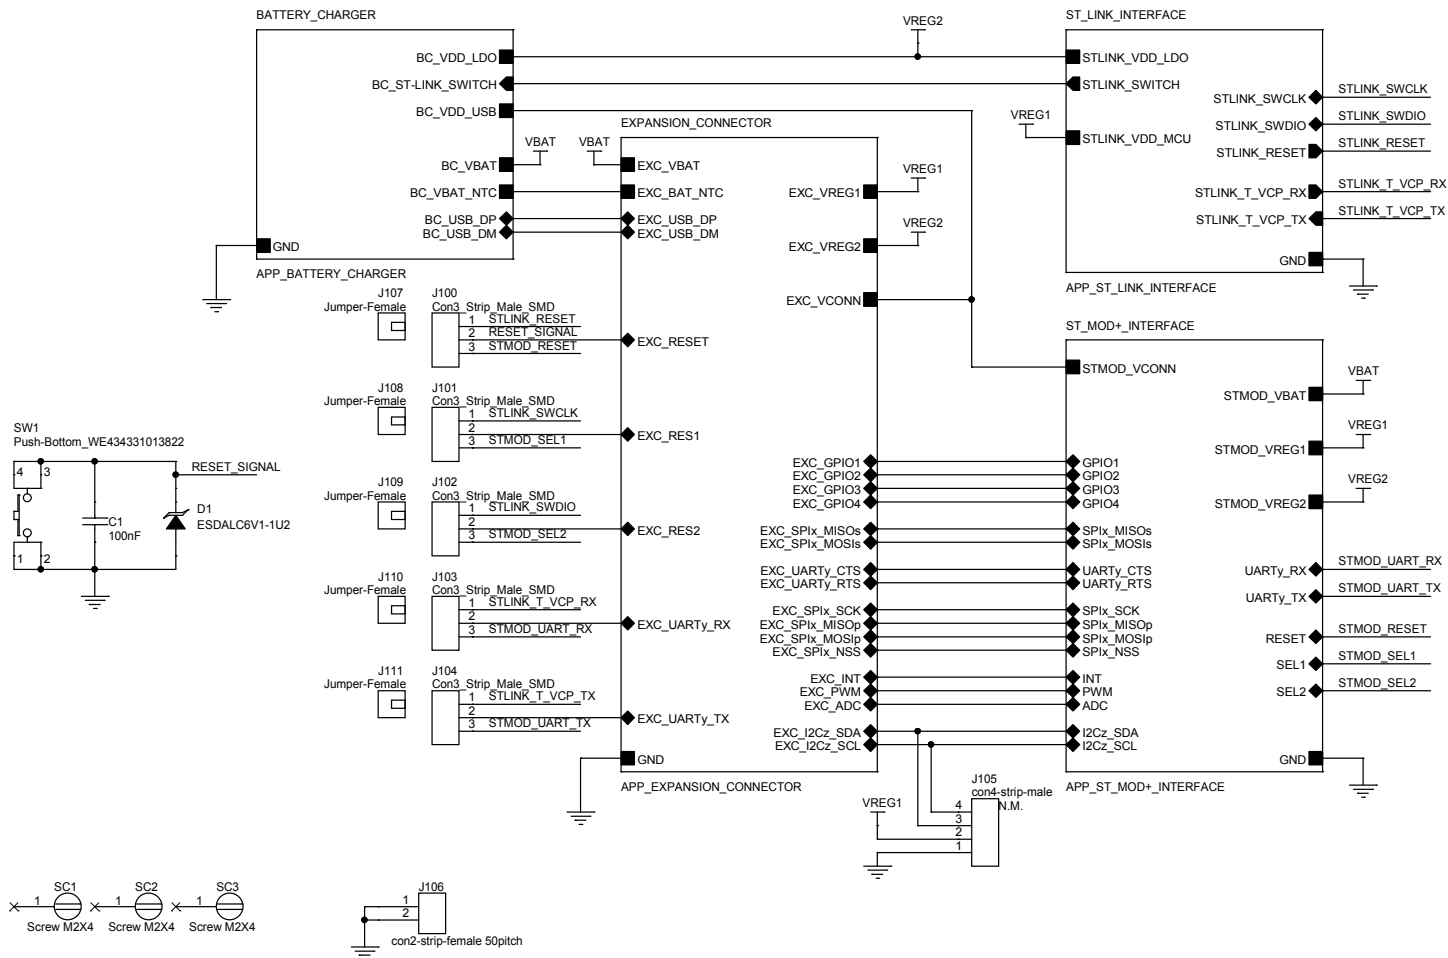 BATTERY_CHARGER
BC_VDD_LDO
BC_ST-LINK_SWITCH
BC_VDD_USB
BC_VBAT
VBAT
BC_VBAT_NTC
BC_USB_DP
BC_USB_DM
GND
APP_BATTERY_CHARGER
VREG2
ST_LINK_INTERFACE
STLINK_VDD_LDO
STLINK_SWITCH
VREG1
STLINK_VDD_MCU
STLINK_SWCLK
STLINK_SWCLK
STLINK_SWDIO
STLINK_SWDIO
STLINK_RESET
STLINK_RESET
STLINK_T_VCP_RX
STLINK_T_VCP_RX
STLINK_T_VCP_TX
STLINK_T_VCP_TX
GND
APP_ST_LINK_INTERFACE
EXPANSION_CONNECTOR
VBAT
EXC_VBAT
EXC_BAT_NTC
EXC_USB_DP
EXC_USB_DM
EXC_VREG1
VREG1
EXC_VREG2
VREG2
EXC_VCONN
EXC_RESET
EXC_RES1
EXC_RES2
EXC_UARTy_RX
EXC_UARTy_TX
GND
EXC_GPIO1
EXC_GPIO2
EXC_GPIO3
EXC_GPIO4
EXC_SPIx_MISOs
EXC_SPIx_MOSIs
EXC_UARTy_CTS
EXC_UARTy_RTS
EXC_SPIx_SCK
EXC_SPIx_MISOp
EXC_SPIx_MOSIp
EXC_SPIx_NSS
EXC_INT
EXC_PWM
EXC_ADC
EXC_I2Cz_SDA
EXC_I2Cz_SCL
APP_EXPANSION_CONNECTOR
ST_MOD+_INTERFACE
STMOD_VCONN
STMOD_VBAT
VBAT
STMOD_VREG1
VREG1
STMOD_VREG2
VREG2
GPIO1
GPIO2
GPIO3
GPIO4
SPIx_MISOs
SPIx_MOSIs
UARTy_CTS
UARTy_RTS
SPIx_SCK
SPIx_MISOp
SPIx_MOSIp
SPIx_NSS
INT
PWM
ADC
I2Cz_SDA
I2Cz_SCL
UARTy_RX
STMOD_UART_RX
UARTy_TX
STMOD_UART_TX
RESET
STMOD_RESET
SEL1
STMOD_SEL1
SEL2
STMOD_SEL2
GND
APP_ST_MOD+_INTERFACE
J107
Jumper-Female
J100
Con3_Strip_Male_SMD
1 STLINK_RESET
2 RESET_SIGNAL
3 STMOD_RESET
J108
Jumper-Female
J101
Con3_Strip_Male_SMD
1 STLINK_SWCLK
2
3 STMOD_SEL1
J109
Jumper-Female
J102
Con3_Strip_Male_SMD
1 STLINK_SWDIO
2
3 STMOD_SEL2
J110
Jumper-Female
J103
Con3_Strip_Male_SMD
1 STLINK_T_VCP_RX
2
3 STMOD_UART_RX
J111
Jumper-Female
J104
Con3_Strip_Male_SMD
1 STLINK_T_VCP_TX
2
3 STMOD_UART_TX
SW1
Push-Bottom_WE434331013822
4 3
1 2
C1
100nF
RESET_SIGNAL
D1
ESDALC6V1-1U2
J105
con4-strip-male
N.M.
VREG1
4
3
2
1
SC1
1
Screw M2X4
SC2
1
Screw M2X4
SC3
1
Screw M2X4
J106
1
2
con2-strip-female 50pitch